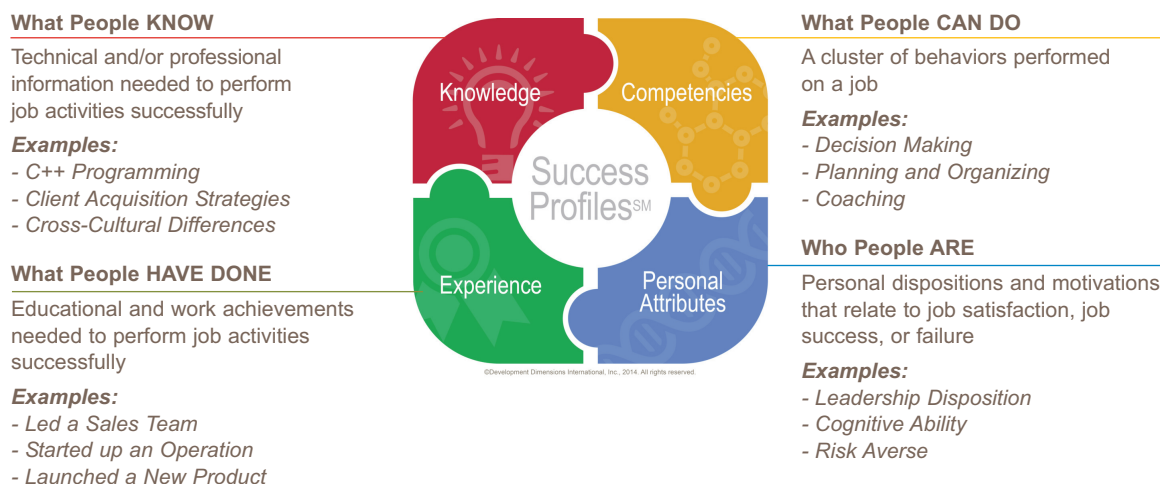 What People KNOW
Technical and/or professional
information needed to perform
job activities successfully
Examples:
- C++ Programming
- Client Acquisition Strategies
- Cross-Cultural Differences
What People HAVE DONE
Educational and work achievements
needed to perform job activities
successfully
Examples:
- Led a Sales Team
- Started up an Operation
- Launched a New Product
Knowledge
Competencies
Success
Profiles℠
Experience
Personal
Attributes
©Development Dimensions International, Inc., 2014. All rights reserved.
What People CAN DO
A cluster of behaviors performed
on a job
Examples:
- Decision Making
- Planning and Organizing
- Coaching
Who People ARE
Personal dispositions and motivations
that relate to job satisfaction, job
success, or failure
Examples:
- Leadership Disposition
- Cognitive Ability
- Risk Averse